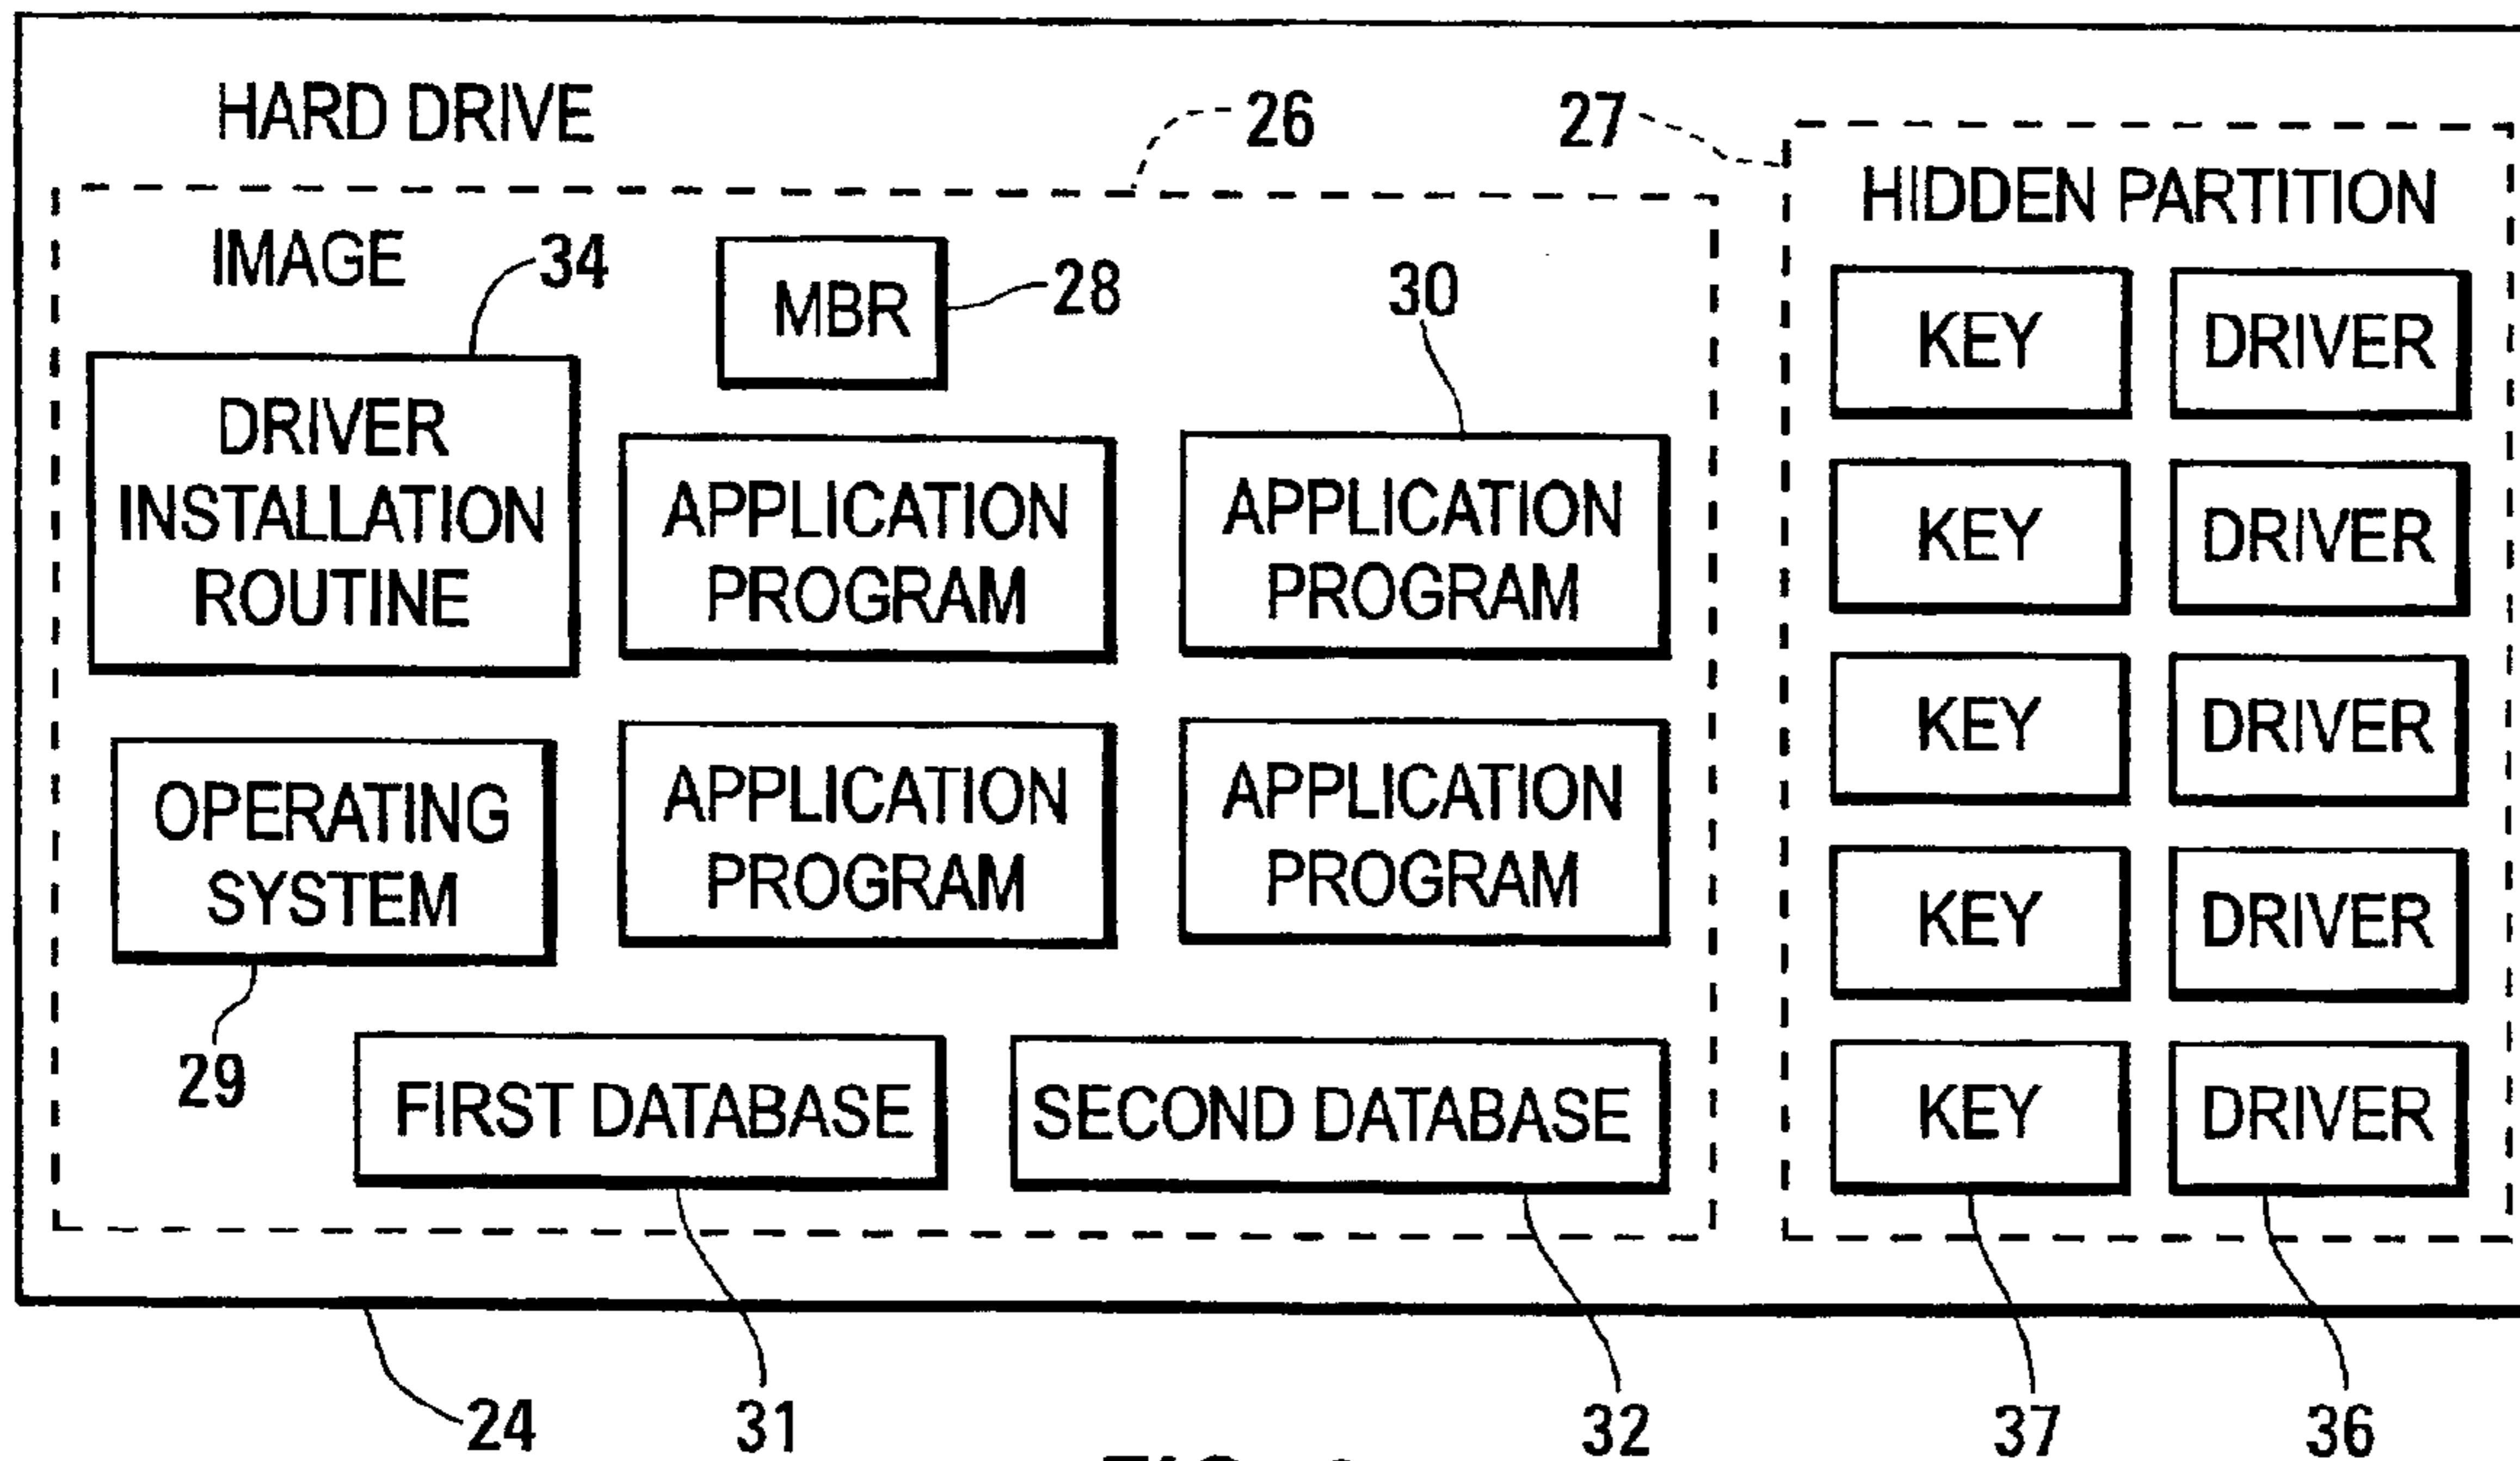 HARD DRIVE
26
27
HIDDEN PARTITION
IMAGE
34
MBR
28
30
DRIVER
INSTALLATION
ROUTINE
APPLICATION
PROGRAM
APPLICATION
PROGRAM
OPERATING
SYSTEM
29
APPLICATION
PROGRAM
APPLICATION
PROGRAM
FIRST DATABASE
SECOND DATABASE
KEY
DRIVER
KEY
DRIVER
KEY
DRIVER
KEY
DRIVER
KEY
DRIVER
24
31
32
37
36